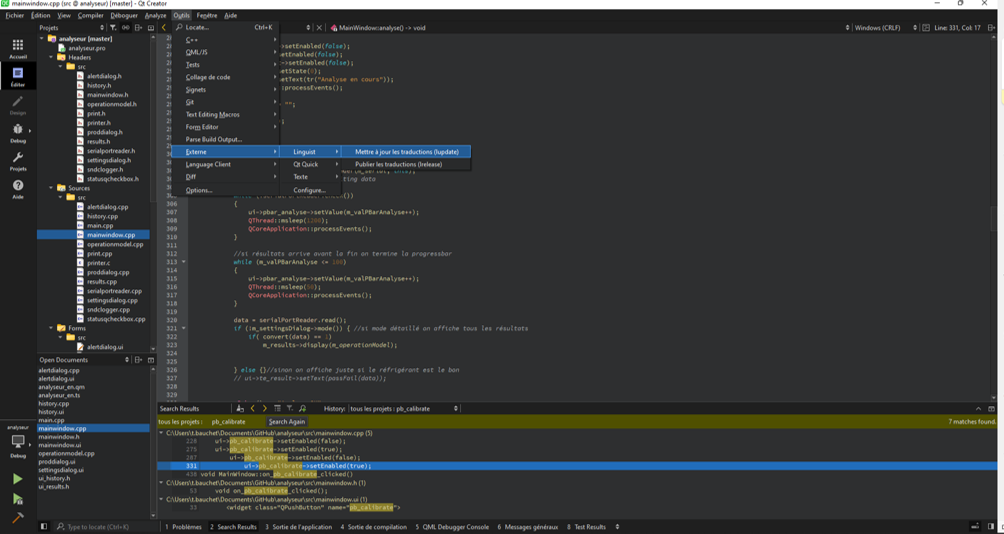 mainwindow.cpp (src @ analyseur) [master] - Qt Creator
Fichier Édition View Compiler Déboguer Analyze Outils Fenêtre Aide
Projets
MainWindow::analyse() -> void
Windows (CRLF)
Line: 331, Col: 17
Accueil
Éditer
Design
Debug
Projets
Aide
analyseur [master]
analyseur.pro
Headers
src
alertdialog.h
history.h
mainwindow.h
operationmodel.h
print.h
printer.h
proddialog.h
results.h
serialportreader.h
settingsdialog.h
sndclogger.h
statusqcheckbox.h
Sources
src
alertdialog.cpp
history.cpp
main.cpp
mainwindow.cpp
operationmodel.cpp
print.cpp
printer.c
proddialog.cpp
results.cpp
serialportreader.cpp
settingsdialog.cpp
sndclogger.cpp
statusqcheckbox.cpp
Forms
src
alertdialog.ui
Open Documents
alertdialog.cpp
alertdialog.ui
analyseur_en.qm
analyseur_en.ts
history.cpp
history.ui
main.cpp
mainwindow.cpp
mainwindow.h
mainwindow.ui
operationmodel.cpp
proddialog.ui
settingsdialog.ui
ui_history.h
ui_results.h
analyseur
Debug
Locate... Ctrl+K
C++
QML/JS
Tests
Collage de code
Signets
Git
Text Editing Macros
Form Editor
Parse Build Output...
Externe
Language Client
Diff
Options...
Linguist
Qt Quick
Texte
Configure...
Mettre à jour les traductions (lupdate)
Publier les traductions (lrelease)
setEnabled(false);
etEnabled(false);
setEnabled(false);
etState(0);
etText(tr("Analyse en cours"));
processEvents();
"";
ting data
306 {
307 ui->pbar_analyse->setValue(m_valPBarAnalyse++);
308 QThread::msleep(1200);
309 QCoreApplication::processEvents();
310 }
311
312 //si résultats arrive avant la fin on termine la progressbar
313 while (m_valPBarAnalyse <= 100)
314 {
315 ui->pbar_analyse->setValue(m_valPBarAnalyse++);
316 QThread::msleep(50);
317 QCoreApplication::processEvents();
318 }
320 data = serialPortReader.read();
321 if (!m_settingsDialog->mode()) { //si mode détaillé on affiche tous les résultats
322 if( convert(data) == 1)
323 m_results->display(m_operationModel);
324
325
326 } else {}//sinon on affiche juste si le réfrigérant est le bon
327 // ui->te_result->setText(passFail(data));
328
329
Search Results
History: tous les projets : pb_calibrate
tous les projets : pb_calibrate Search Again
7 matches found.
C:\Users\t.bauchet\Documents\GitHub\analyseur\src\mainwindow.cpp (5)
228 ui->pb_calibrate->setEnabled(false);
275 ui->pb_calibrate->setEnabled(true);
287 ui->pb_calibrate->setEnabled(false);
331 ui->pb_calibrate->setEnabled(true);
438 void MainWindow::on_pb_calibrate_clicked()
C:\Users\t.bauchet\Documents\GitHub\analyseur\src\mainwindow.h (1)
53 void on_pb_calibrate_clicked();
C:\Users\t.bauchet\Documents\GitHub\analyseur\src\mainwindow.ui (1)
33 <widget class="QPushButton" name="pb_calibrate">
Type to locate (Ctrl+K)
1 Problèmes
2 Search Results
3 Sortie de l'application
4 Sortie de compilation
5 QML Debugger Console
6 Messages généraux
8 Test Results